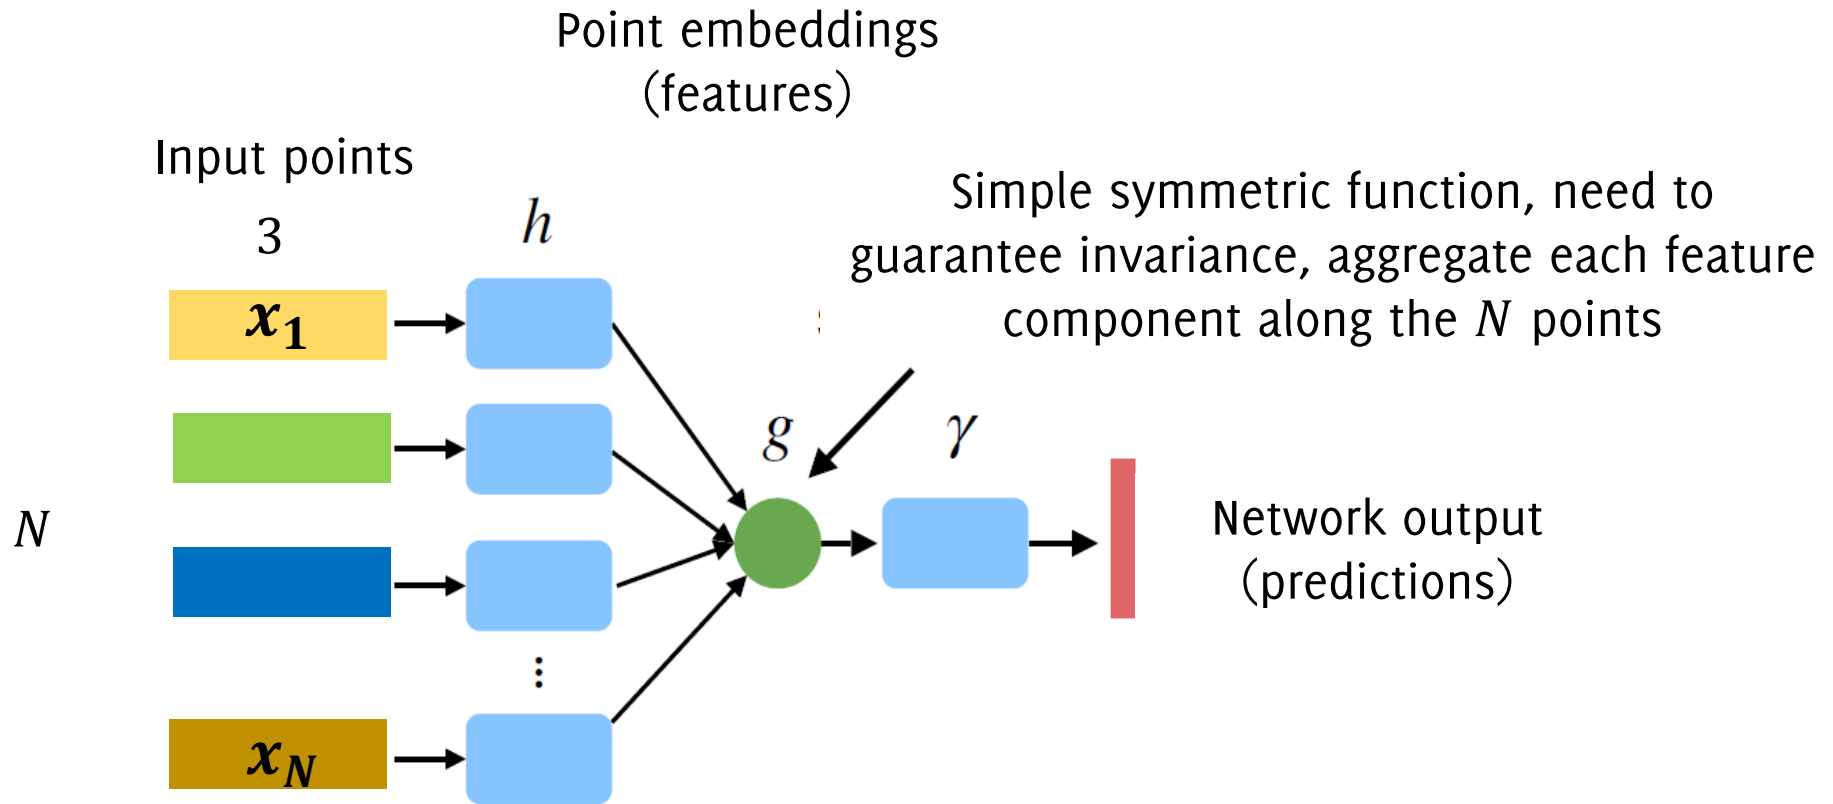 Point embeddings
(features)
Input points
3
h
Simple symmetric function, need to
guarantee invariance, aggregate each feature
component along the N points
x₁
g
γ
N
Network output
(predictions)
⋮
x_N